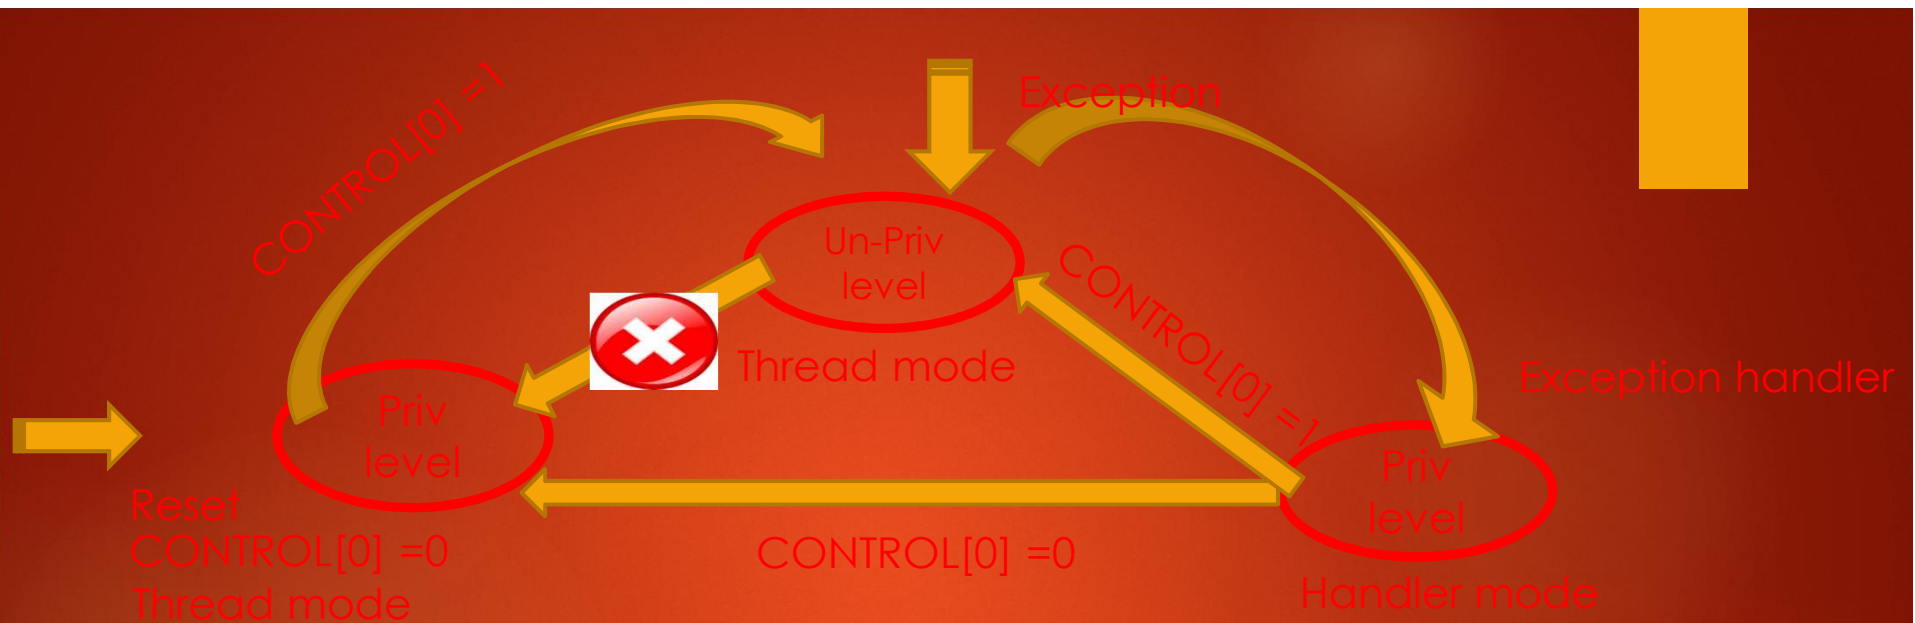 CONTROL[0] =1
Exception
Un-Priv
level
CONTROL[0] =1
Thread mode
Exception handler
Priv
level
Priv
level
Reset
CONTROL[0] =0
Thread mode
CONTROL[0] =0
Handler mode